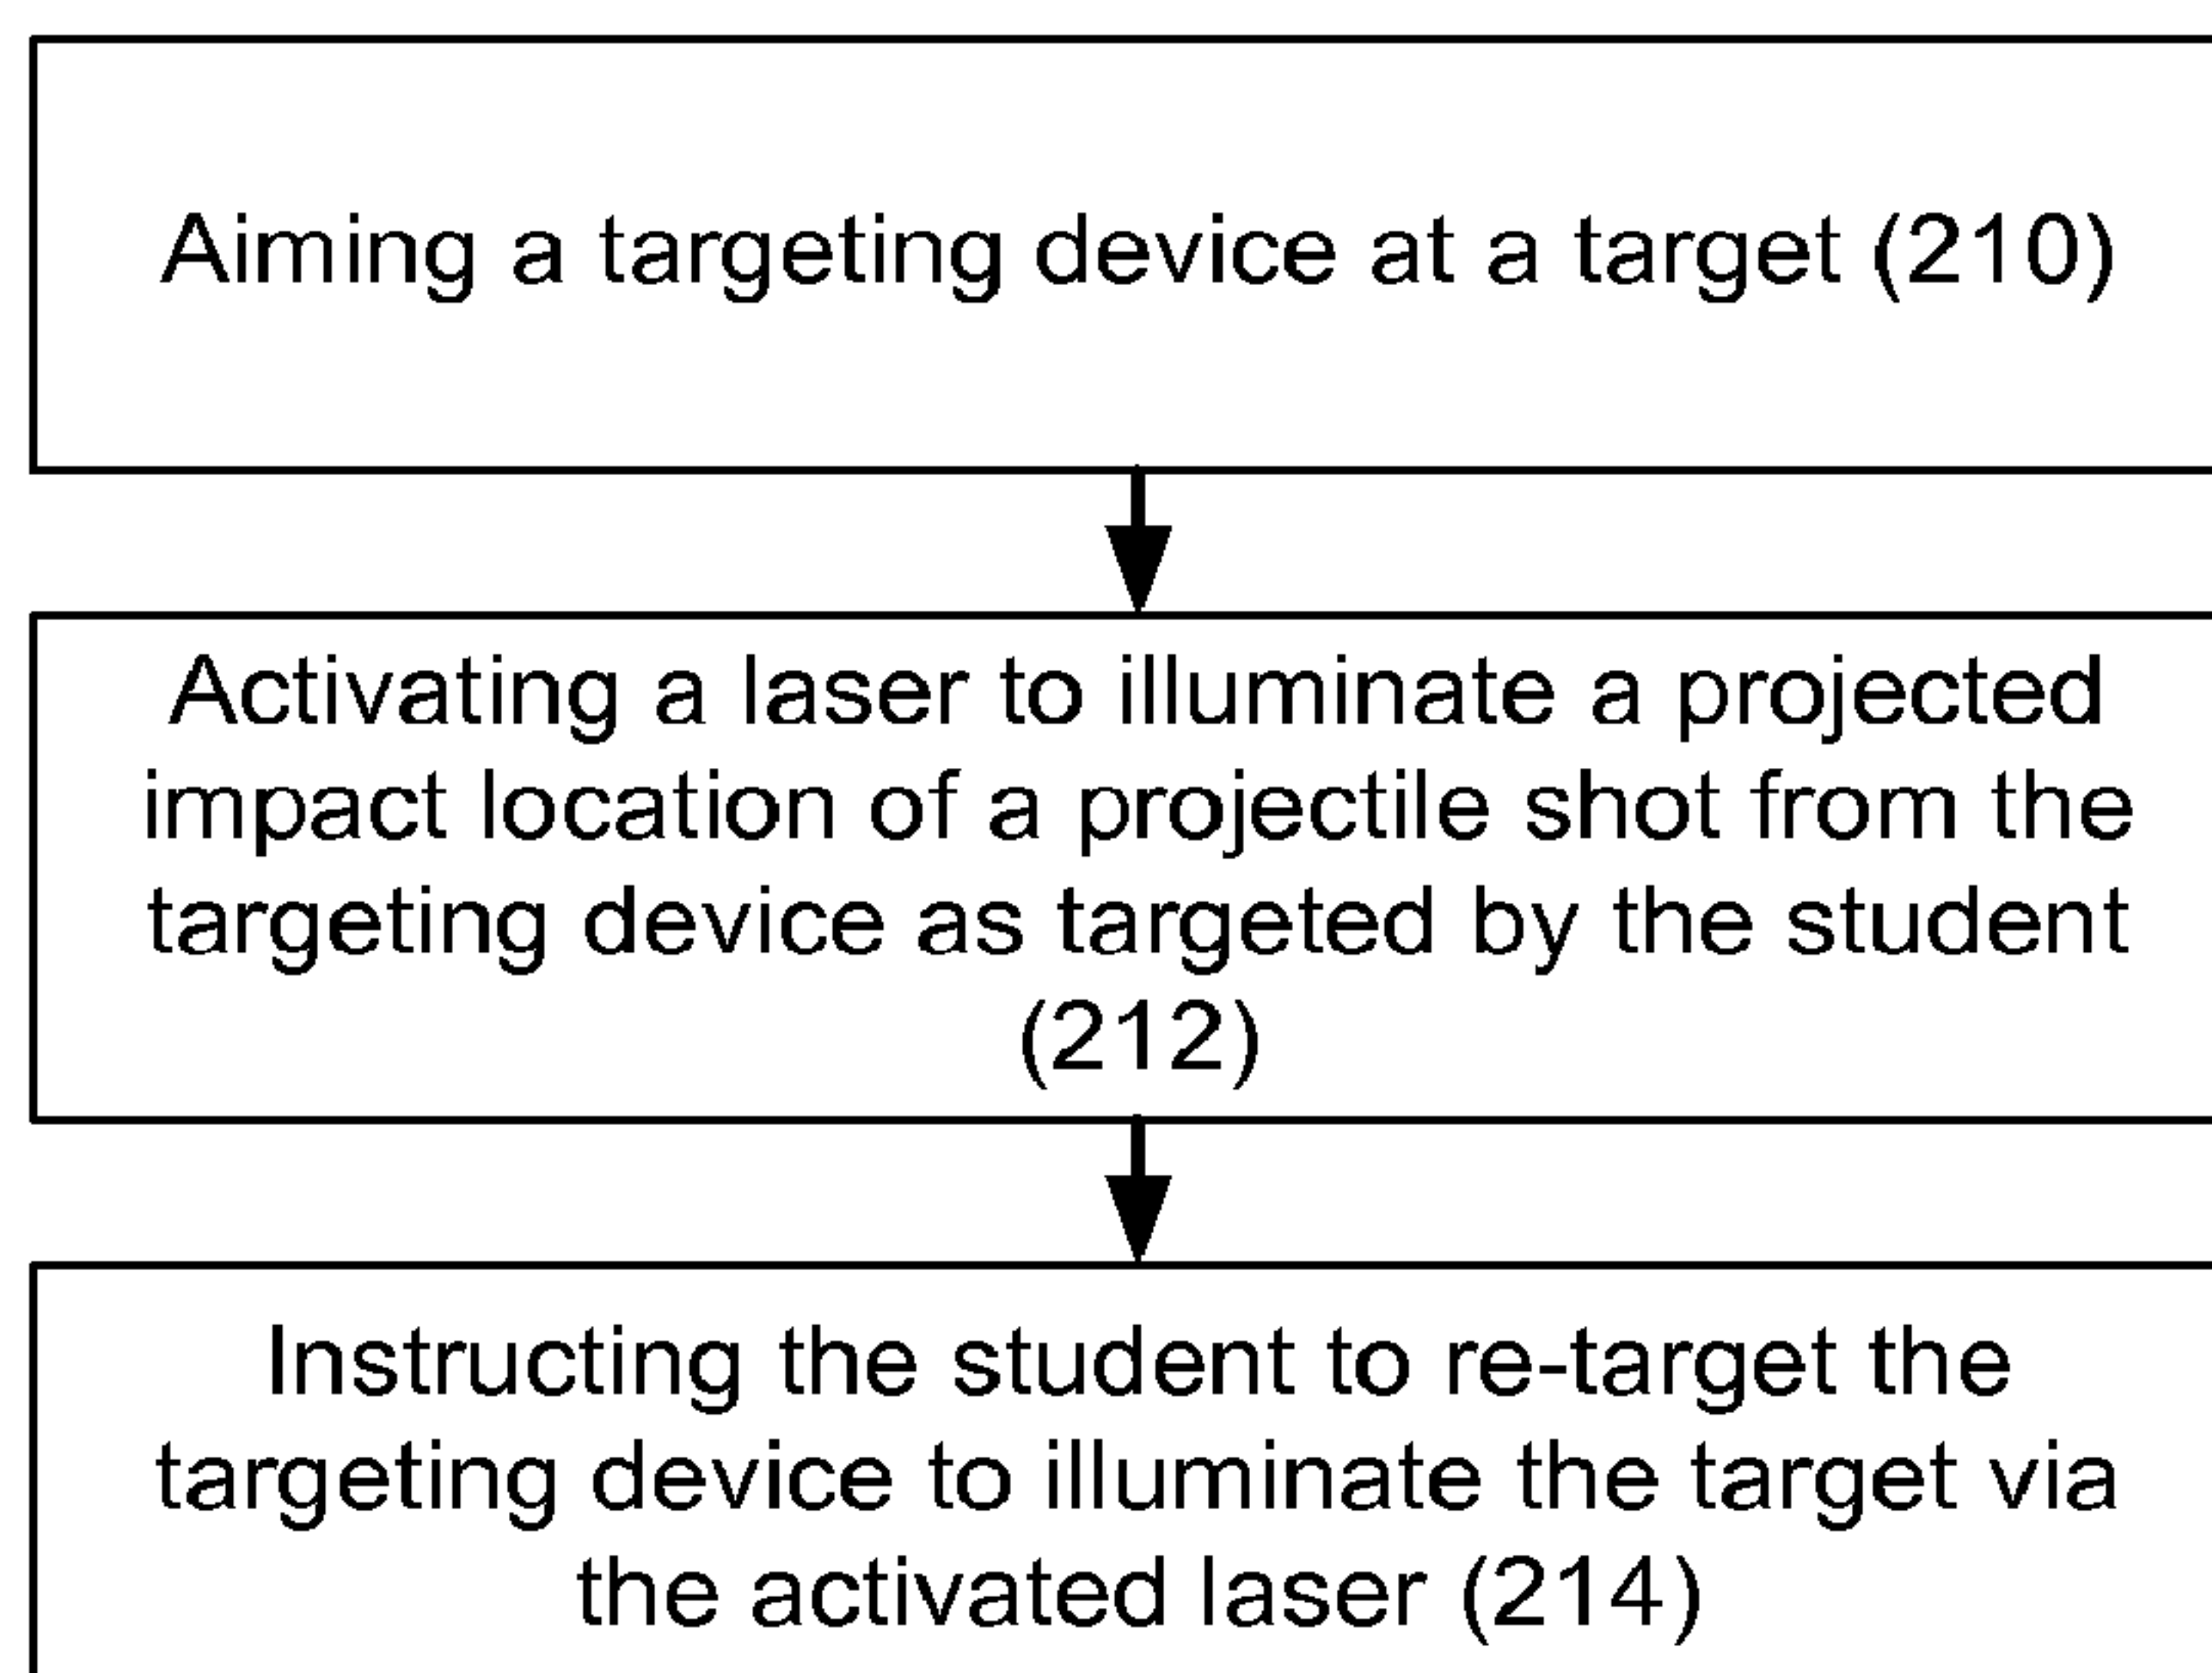 Aiming a targeting device at a target (210)
Activating a laser to illuminate a projected
impact location of a projectile shot from the
targeting device as targeted by the student
(212)
Instructing the student to re-target the
targeting device to illuminate the target via
the activated laser (214)